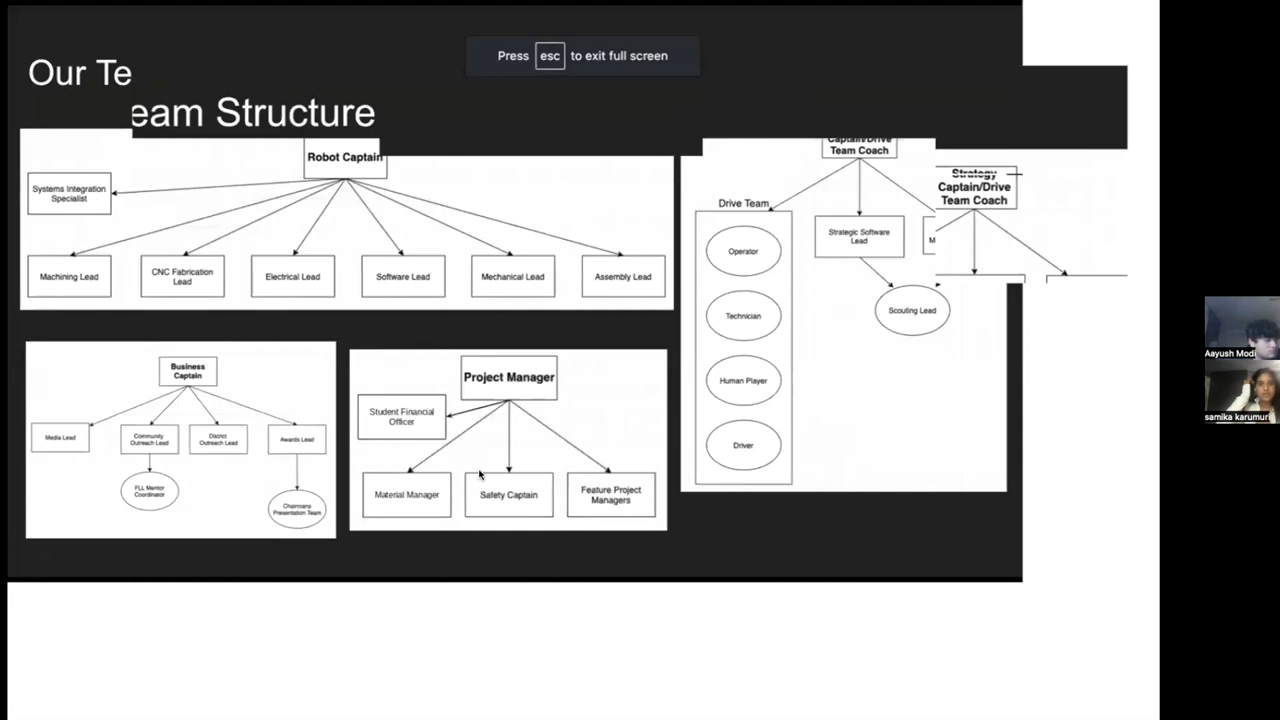 Press esc to exit full screen
Our Te
eam Structure
Robot Captain
Systems Integration
Specialist
Machining Lead
CNC Fabrication
Lead
Electrical Lead
Software Lead
Mechanical Lead
Assembly Lead
Captain/Drive
Team Coach
Strategy
Captain/Drive
Team Coach
Drive Team
Operator
Technician
Human Player
Driver
Strategic Software
Lead
M
Scouting Lead
Business
Captain
Media Lead
Community
Outreach Lead
District
Outreach Lead
Awards Lead
FLL Mentor
Coordinator
Chairmans
Presentation Team
Project Manager
Student Financial
Officer
Material Manager
Safety Captain
Feature Project
Managers
Aayush Modi
samika karumuri